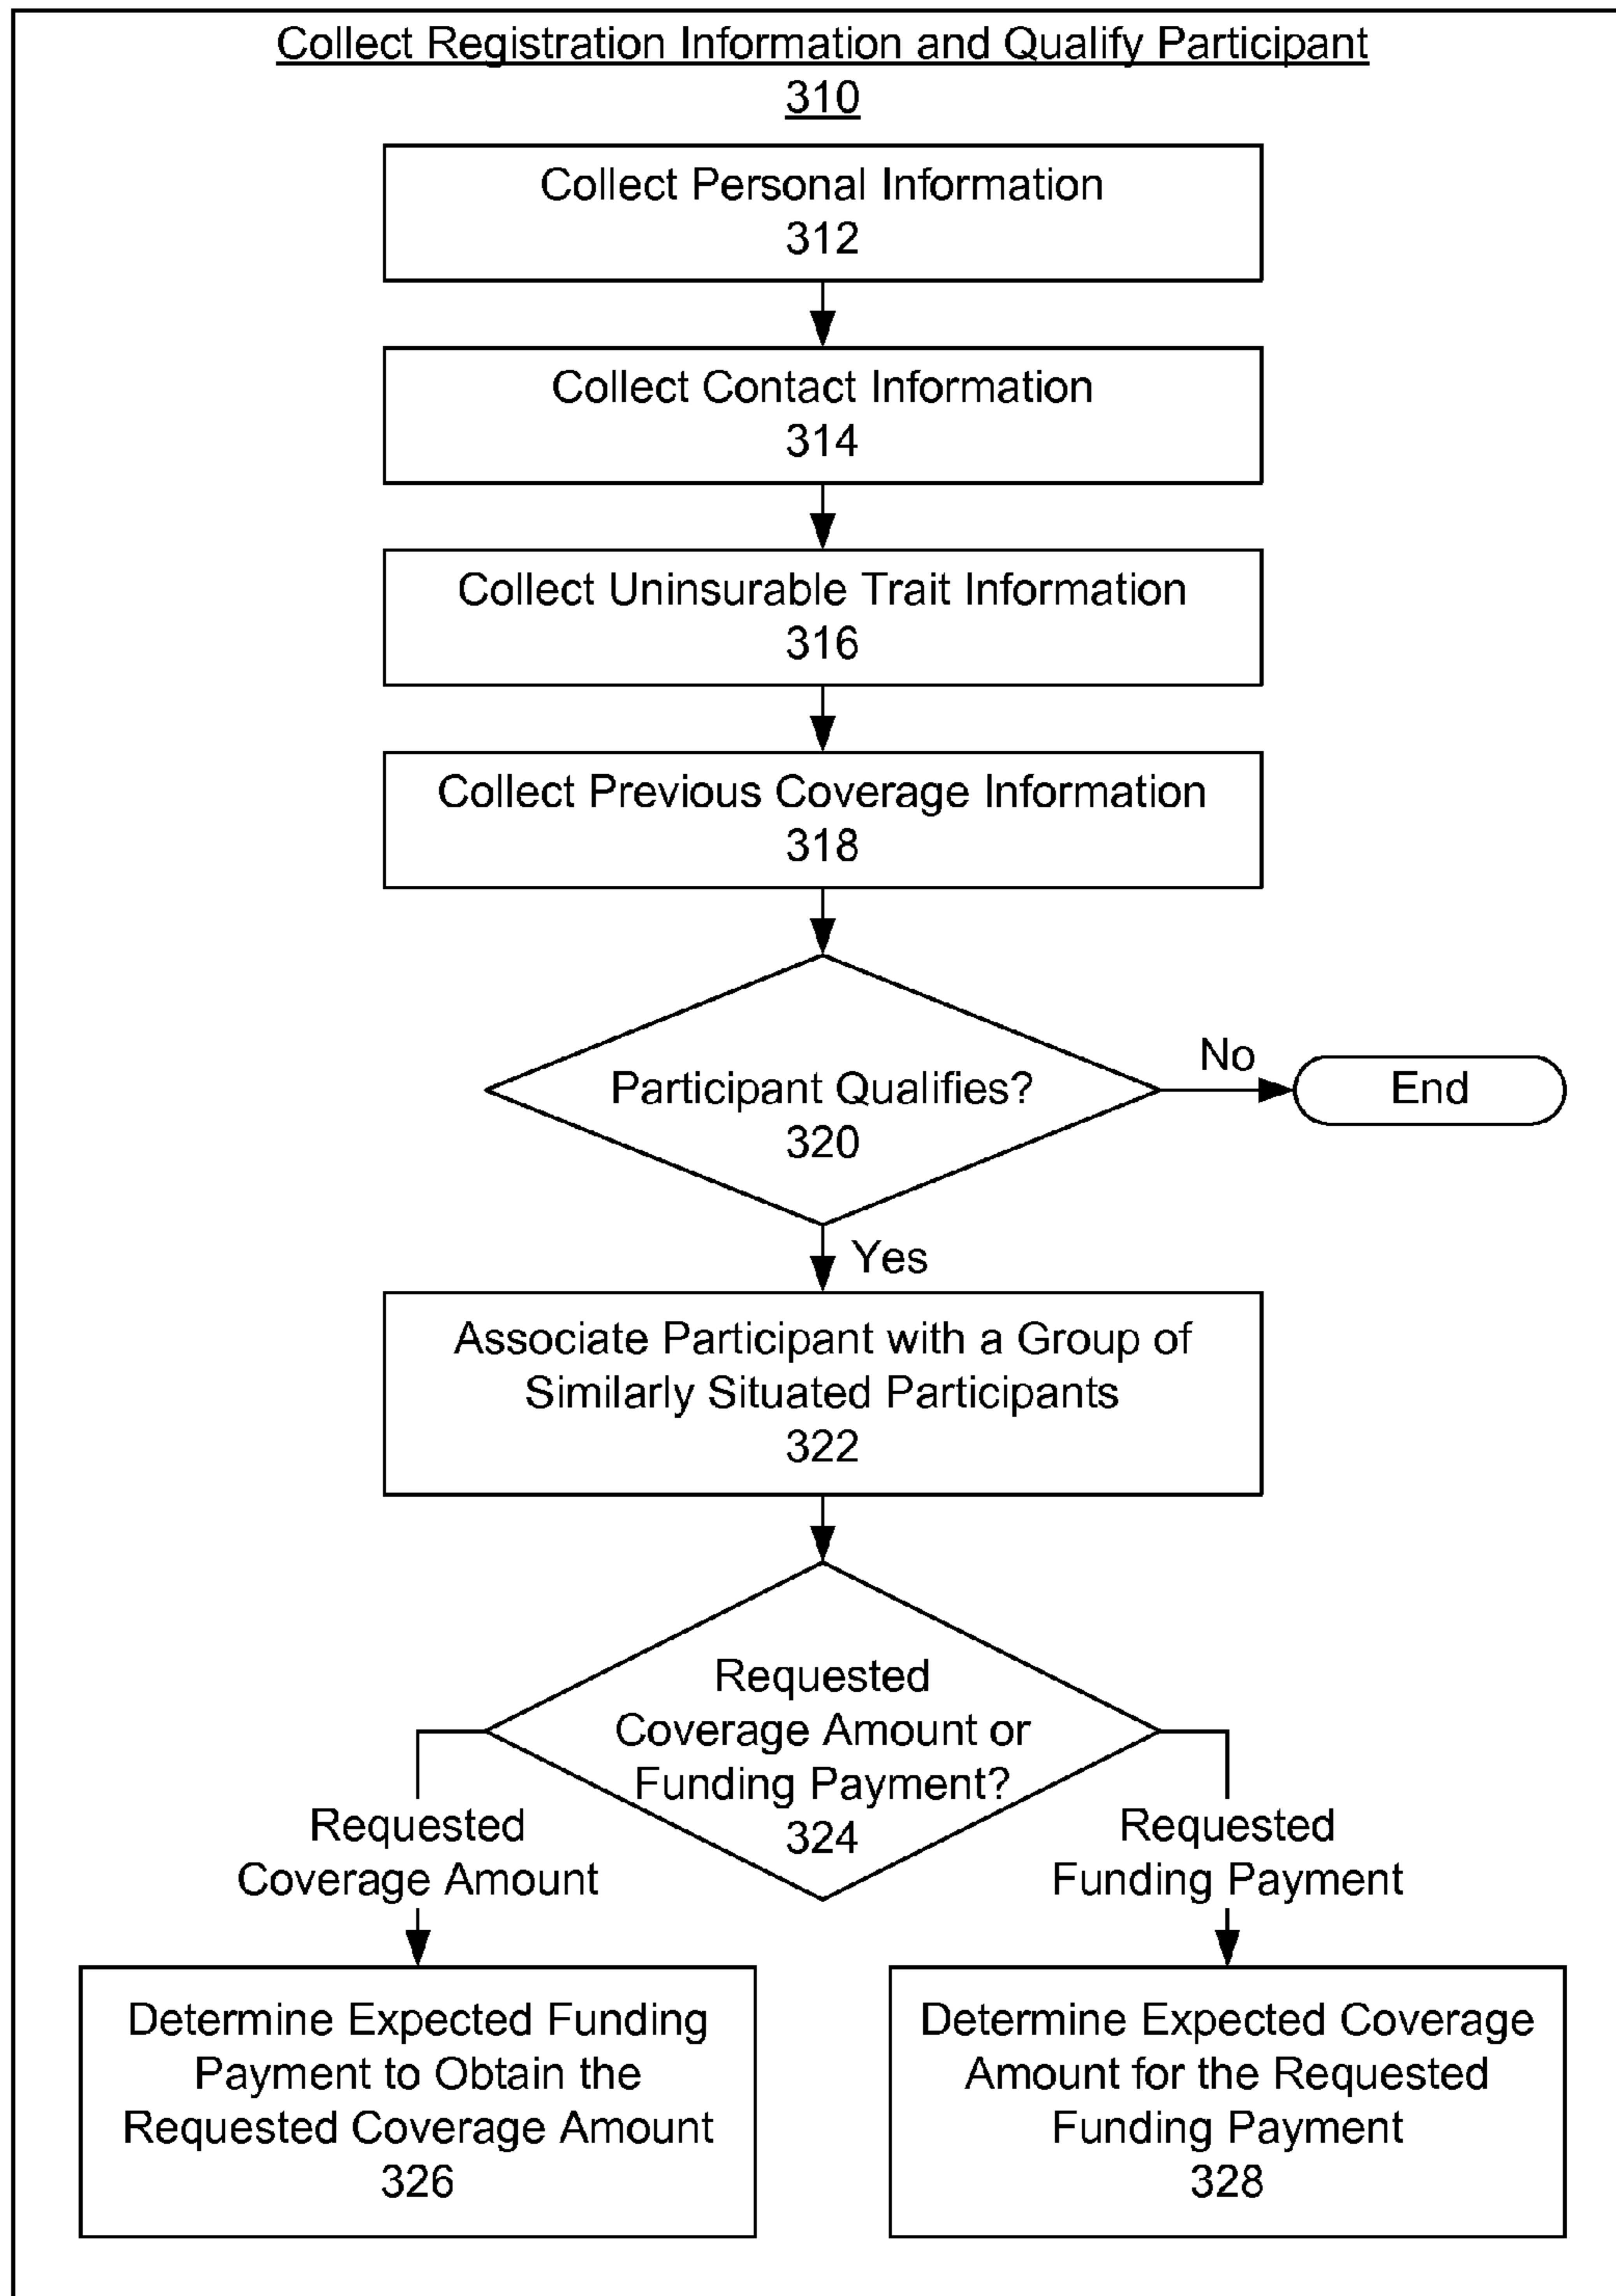 Collect Registration Information and Qualify Participant
310
Collect Personal Information
312
Collect Contact Information
314
Collect Uninsurable Trait Information
316
Collect Previous Coverage Information
318
Participant Qualifies?
320
No
End
Yes
Associate Participant with a Group of
Similarly Situated Participants
322
Requested
Coverage Amount or
Funding Payment?
324
Requested
Coverage Amount
Requested
Funding Payment
Determine Expected Funding
Payment to Obtain the
Requested Coverage Amount
326
Determine Expected Coverage
Amount for the Requested
Funding Payment
328